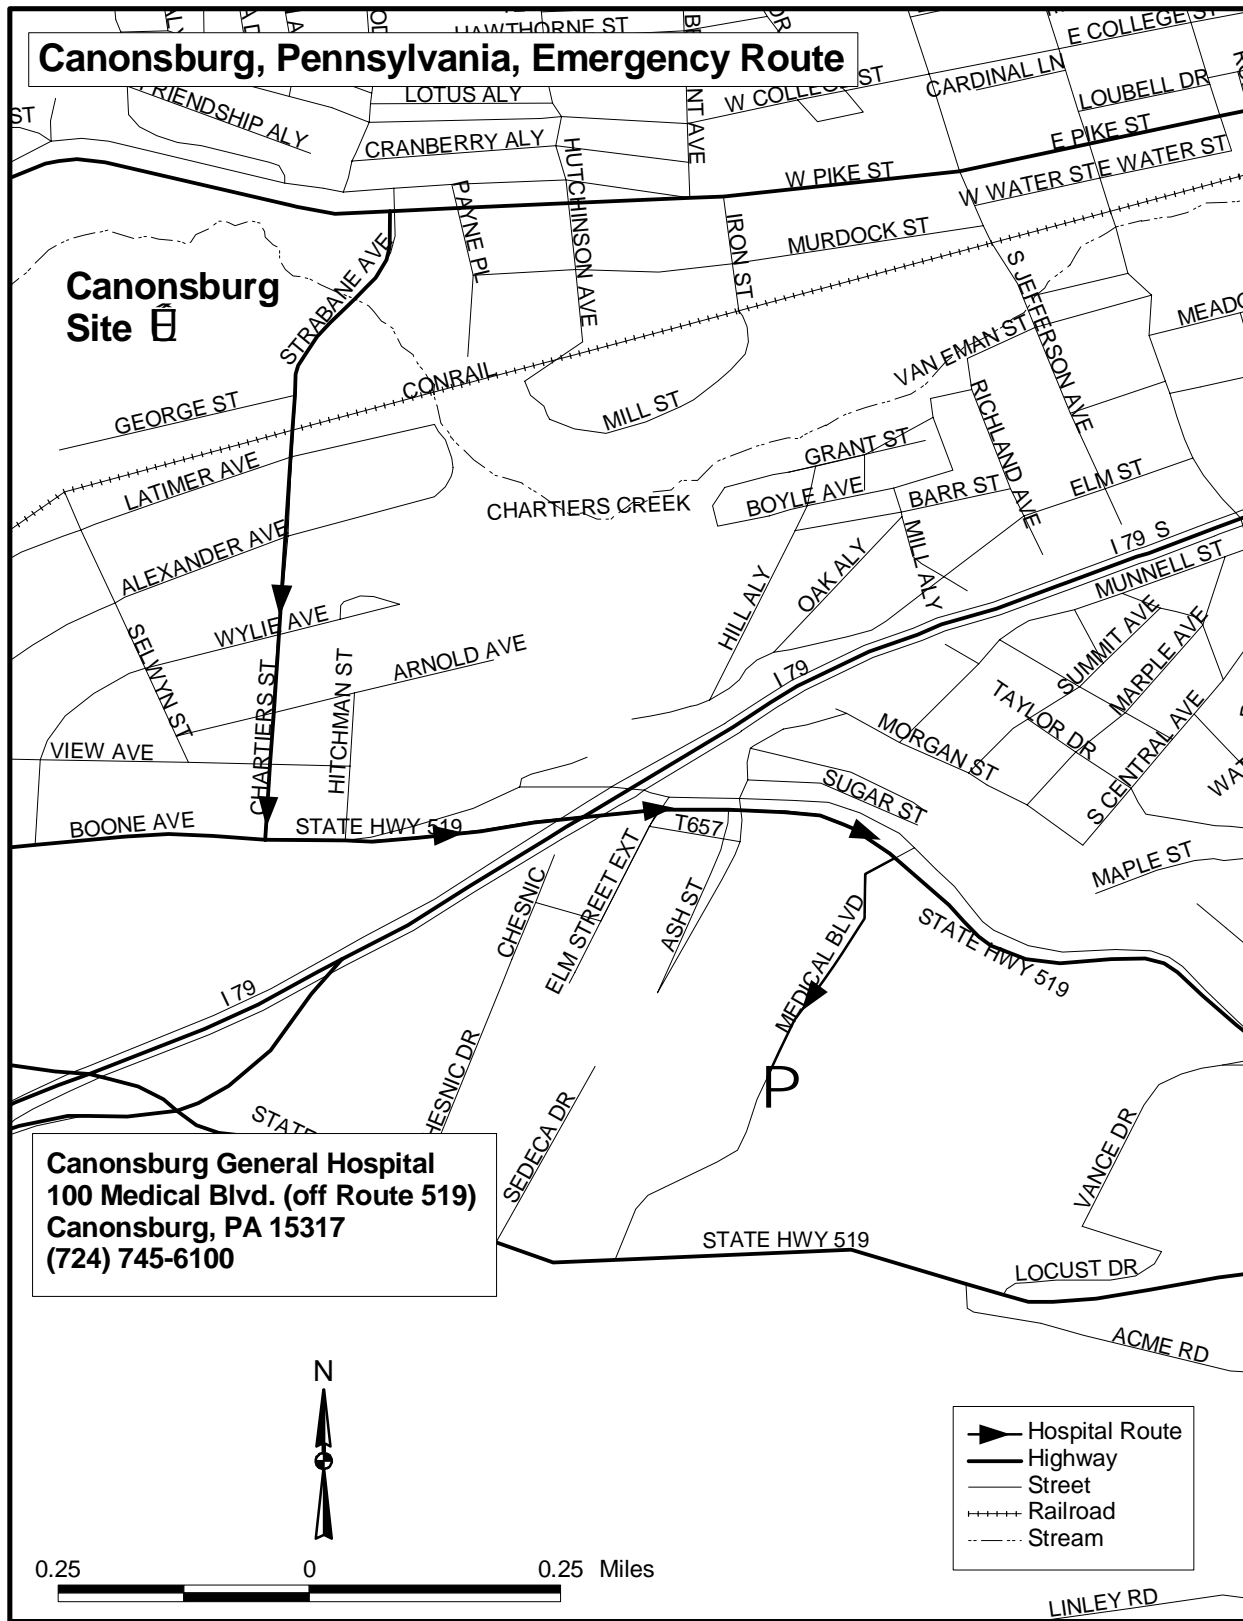 HAWTHORNE ST
E COLLEGE ST
Canonsburg, Pennsylvania, Emergency Route
W COLLEGE ST
CARDINAL LN
LOUBELL DR
ST
FRIENDSHIP ALY
LOTUS ALY
NT AVE
CRANBERRY ALY
E PIKE ST
HUTCHINSON AVE
W PIKE ST
W WATER ST
E WATER ST
PAYNE PL
IRON ST
MURDOCK ST
STRABANE AVE
S JEFFERSON AVE
Canonsburg
Site
MEADO
VAN EMAN ST
CONRAIL
GEORGE ST
MILL ST
RICHLAND AVE
GRANT ST
LATIMER AVE
BOYLE AVE
BARR ST
ELM ST
CHARTIERS CREEK
ALEXANDER AVE
I 79 S
MUNNELL ST
OAK ALY
MILL ALY
HILL ALY
WYLIE AVE
SELWYN ST
ARNOLD AVE
SUMMIT AVE
MARPLE AVE
CHARTIERS ST
HITCHMAN ST
I 79
TAYLOR DR
MORGAN ST
S CENTRAL AVE
WAT
VIEW AVE
SUGAR ST
BOONE AVE
STATE HWY 519
T657
MAPLE ST
CHESNIC
ELM STREET EXT
ASH ST
MEDICAL BLVD
STATE HWY 519
I 79
HESNIC DR
P
STATE
SEDECA DR
VANCE DR
Canonsburg General Hospital
100 Medical Blvd. (off Route 519)
Canonsburg, PA 15317
(724) 745-6100
STATE HWY 519
LOCUST DR
ACME RD
N
Hospital Route
Highway
Street
Railroad
Stream
0.25 0 0.25 Miles
LINLEY RD